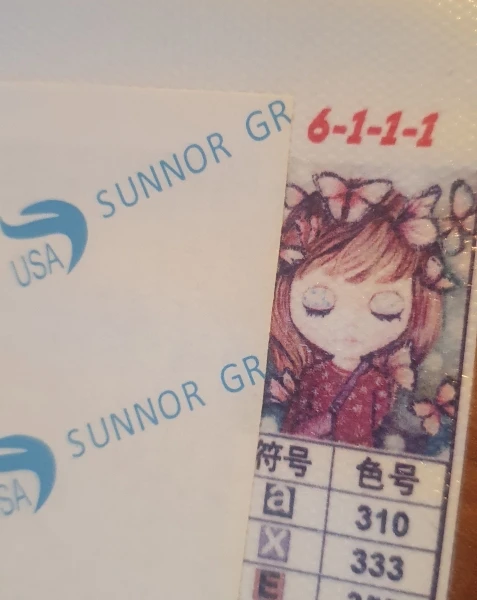 6-1-1-1
SUNNOR GR
USA
SUNNOR GR
SA
符号 色号
a 310
X 333
E